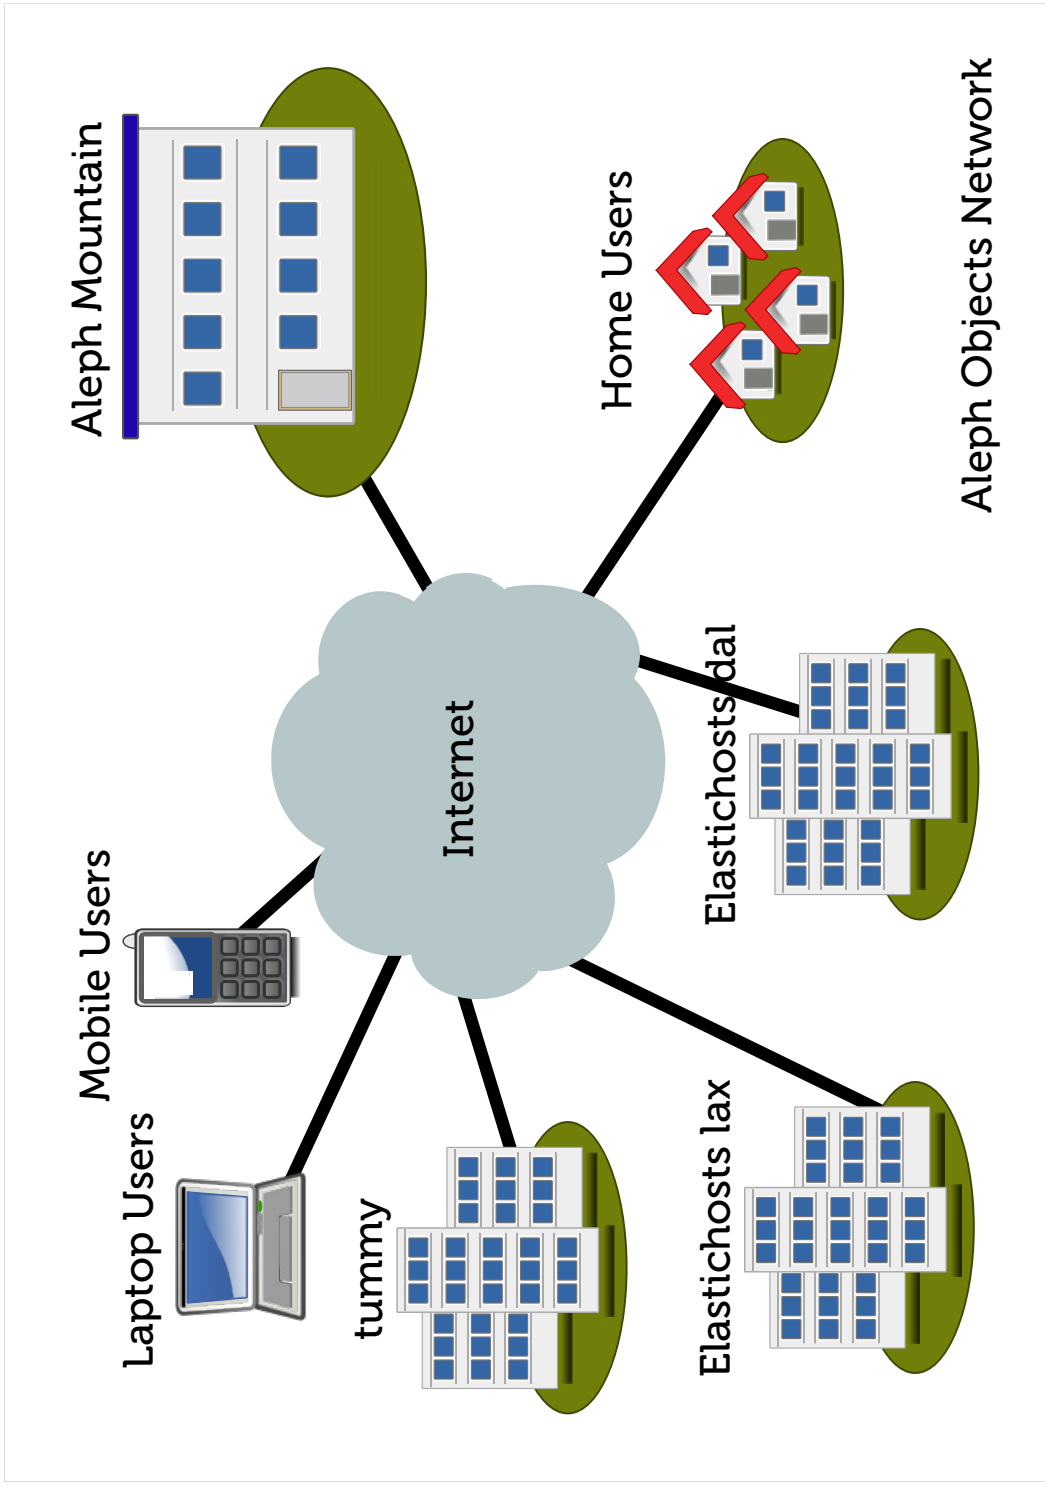 Laptop Users
Mobile Users
Aleph Mountain
tummy
Internet
Home Users
Elastichosts lax
Elastichosts dal
Aleph Objects Network